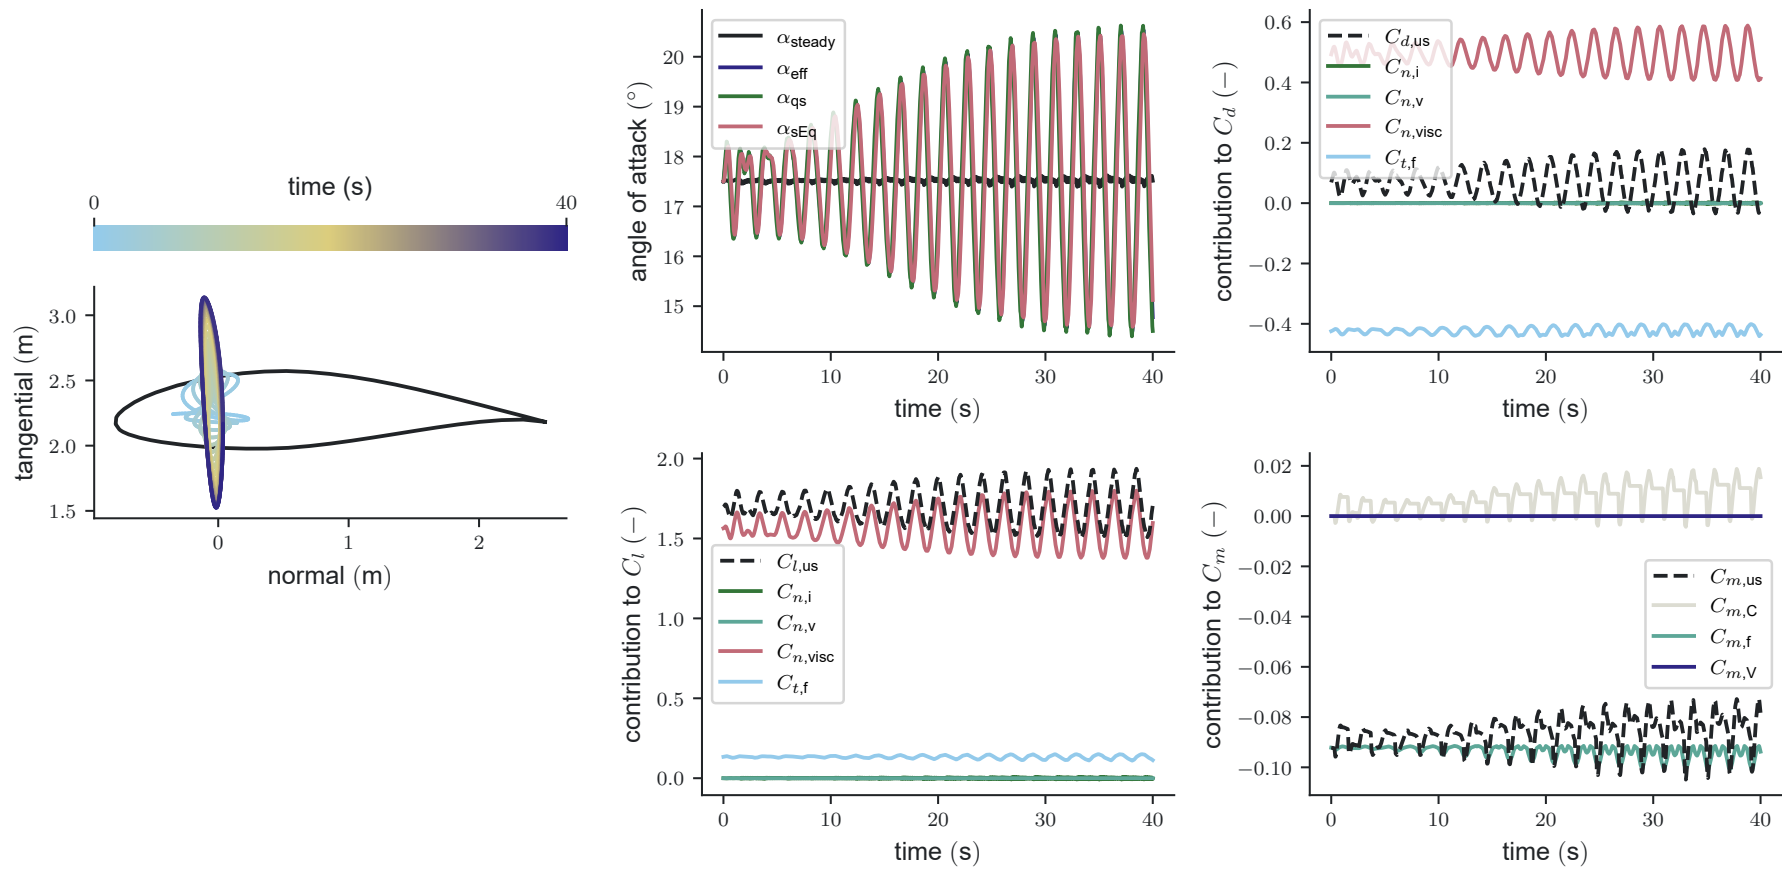 time (s)
0 40
tangential (m)
3.0
2.5
2.0
1.5
0 1 2
normal (m)
angle of attack (°)
20
19
18
17
16
15
α_steady
α_eff
α_qs
α_sEq
0 10 20 30 40
time (s)
contribution to C_d (−)
0.6
0.4
0.2
0.0
−0.2
−0.4
C_d,us
C_n,i
C_n,v
C_n,visc
C_t,f
0 10 20 30 40
time (s)
contribution to C_l (−)
2.0
1.5
1.0
0.5
0.0
C_l,us
C_n,i
C_n,v
C_n,visc
C_t,f
0 10 20 30 40
time (s)
contribution to C_m (−)
0.02
0.00
−0.02
−0.04
−0.06
−0.08
−0.10
C_m,us
C_m,C
C_m,f
C_m,V
0 10 20 30 40
time (s)